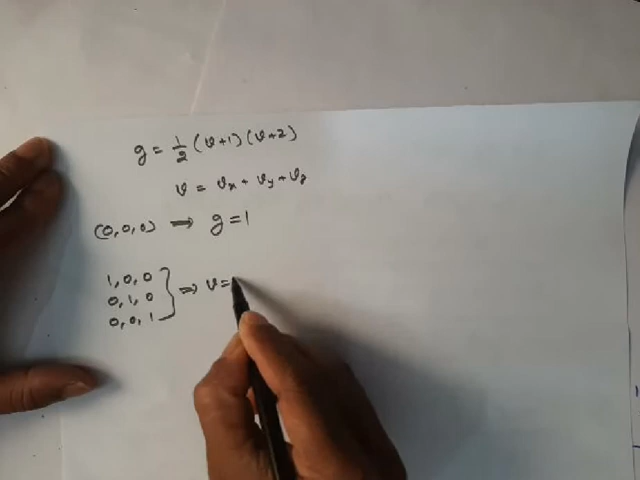 g = 1/2 (v+1) (v+2)
v = vx + vy + vz
(0,0,0) ⇒ g = 1
1,0,0
0,1,0 } ⇒ v =
0,0,1